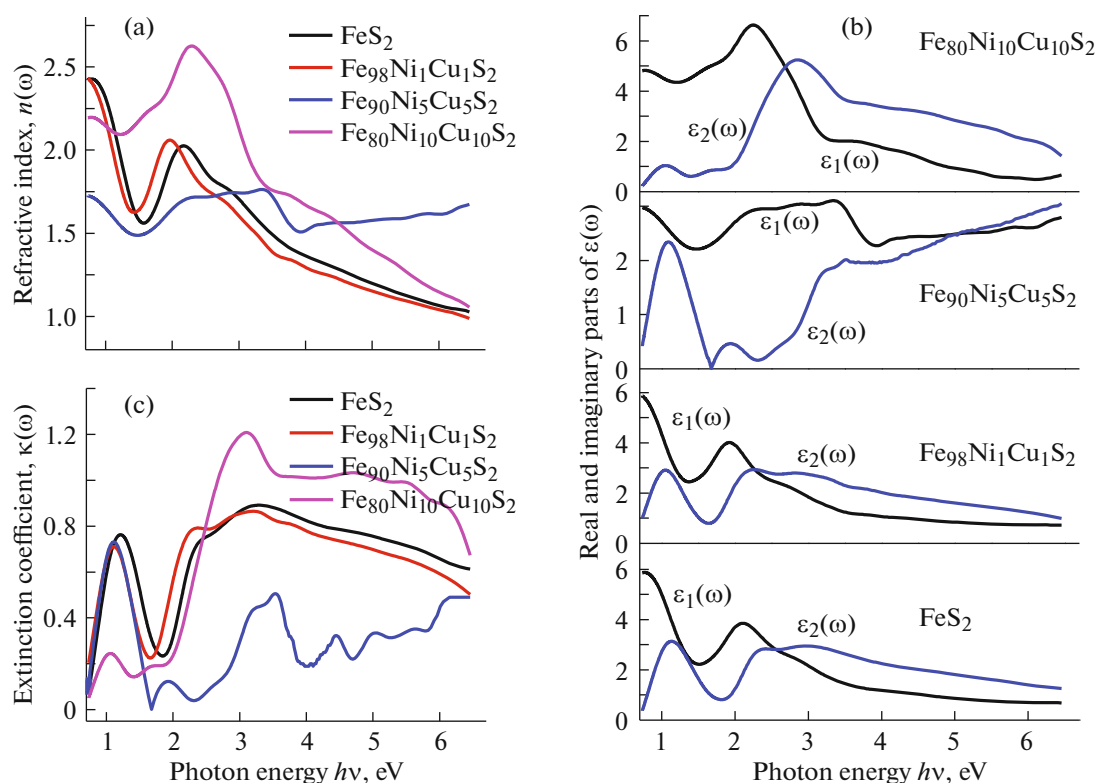 (a)
FeS2
Fe98Ni1Cu1S2
Fe90Ni5Cu5S2
Fe80Ni10Cu10S2
Refractive index, n(ω)
2.5
2.0
1.5
1.0
(c)
FeS2
Fe98Ni1Cu1S2
Fe90Ni5Cu5S2
Fe80Ni10Cu10S2
Extinction coefficient, κ(ω)
1.2
0.8
0.4
0
1 2 3 4 5 6
Photon energy hν, eV
(b)
Fe80Ni10Cu10S2
ε2(ω)
ε1(ω)
6
4
2
0
ε1(ω)
Fe90Ni5Cu5S2
ε2(ω)
2
1
0
ε1(ω)
ε2(ω)
Fe98Ni1Cu1S2
6
4
2
0
ε1(ω)
ε2(ω)
FeS2
6
4
2
0
Real and imaginary parts of ε(ω)
1 2 3 4 5 6
Photon energy hν, eV